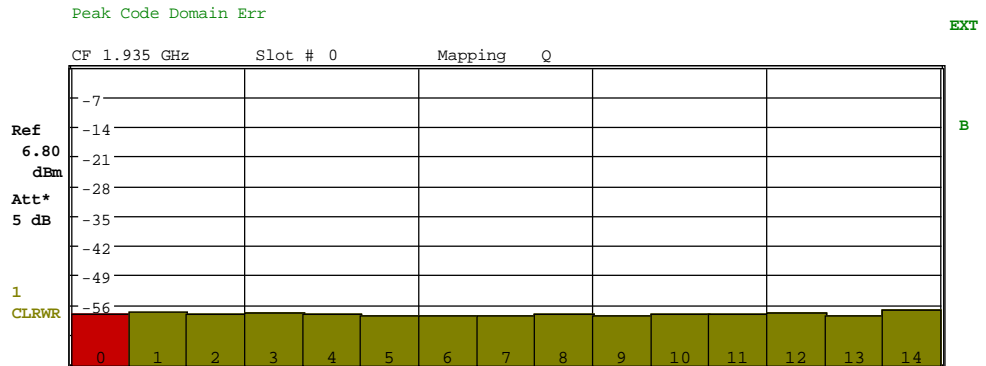 Peak Code Domain Err
EXT
CF 1.935 GHz Slot # 0 Mapping Q
-7
Ref -14 B
6.80
-21
dBm
-28
Att*
5 dB -35
-42
-49
1
-56
CLRWR
0 1 2 3 4 5 6 7 8 9 10 11 12 13 14